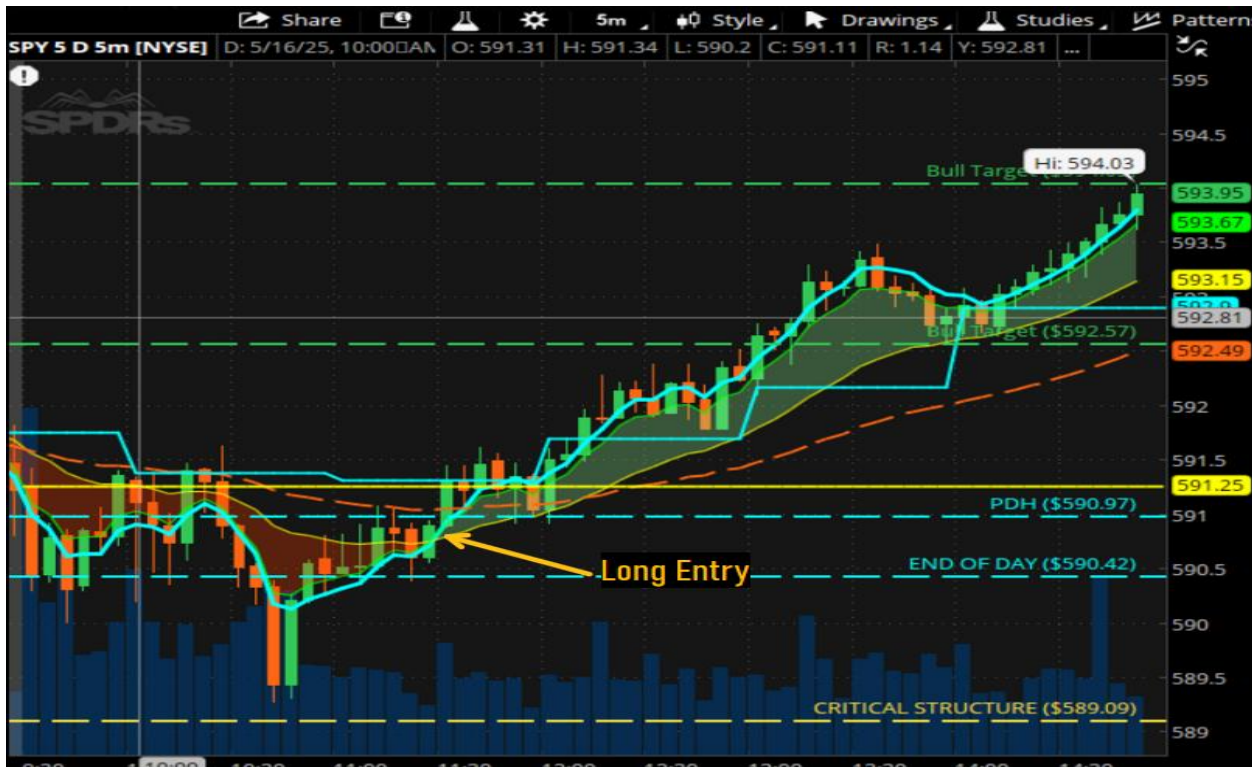 Share 5m Style Drawings Studies Pattern
SPY 5 D 5m [NYSE] D: 5/16/25, 10:00 AM O: 591.31 H: 591.34 L: 590.2 C: 591.11 R: 1.14 Y: 592.81 ...
SPDRs
595
594.5
Hi: 594.03
Bull Target
593.95
593.67
593.5
593.15
592.81
Bull Target ($592.57)
592.49
592
591.5
591.25
PDH ($590.97)
591
END OF DAY ($590.42)
Long Entry
590.5
590
589.5
CRITICAL STRUCTURE ($589.09)
589